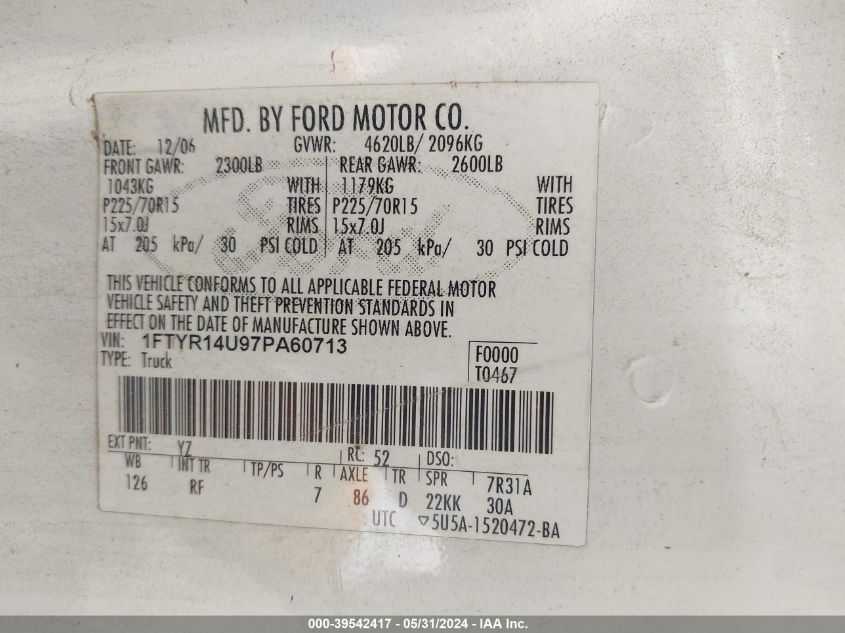 MFD. BY FORD MOTOR CO.
DATE: 12/06 GVWR: 4620LB/ 2096KG
FRONT GAWR: 2300LB REAR GAWR: 2600LB
1043KG WITH 1179KG WITH
P225/70R15 TIRES P225/70R15 TIRES
15x7.0J RIMS 15x7.0J RIMS
AT 205 kPa/ 30 PSI COLD AT 205 kPa/ 30 PSI COLD
THIS VEHICLE CONFORMS TO ALL APPLICABLE FEDERAL MOTOR
VEHICLE SAFETY AND THEFT PREVENTION STANDARDS IN
EFFECT ON THE DATE OF MANUFACTURE SHOWN ABOVE.
VIN: 1FTYR14U97PA60713
TYPE: Truck
F0000
T0467
EXT PNT: YZ RC: 52 DSO:
WB INT TR TP/PS R AXLE TR SPR 7R31A
126 RF 7 86 D 22KK 30A
UTC ▽5U5A-1520472-BA
000-39542417 - 05/31/2024 - IAA Inc.